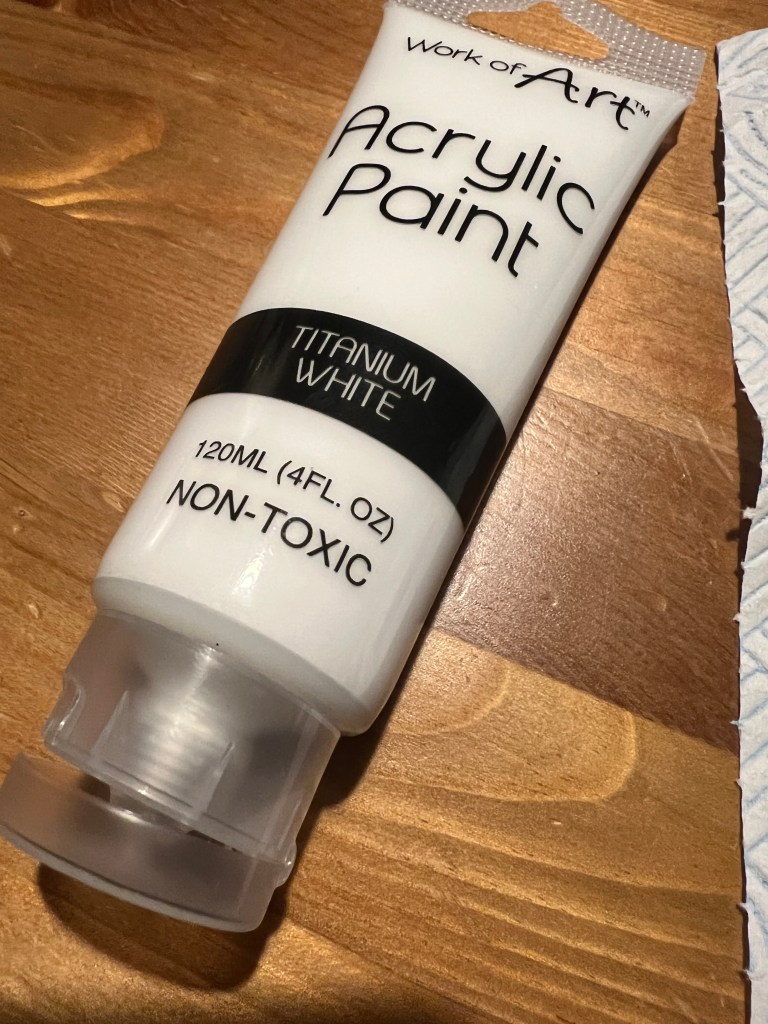 Work of Art™
Acrylic
Paint
TITANIUM
WHITE
120ML (4FL. OZ)
NON-TOXIC